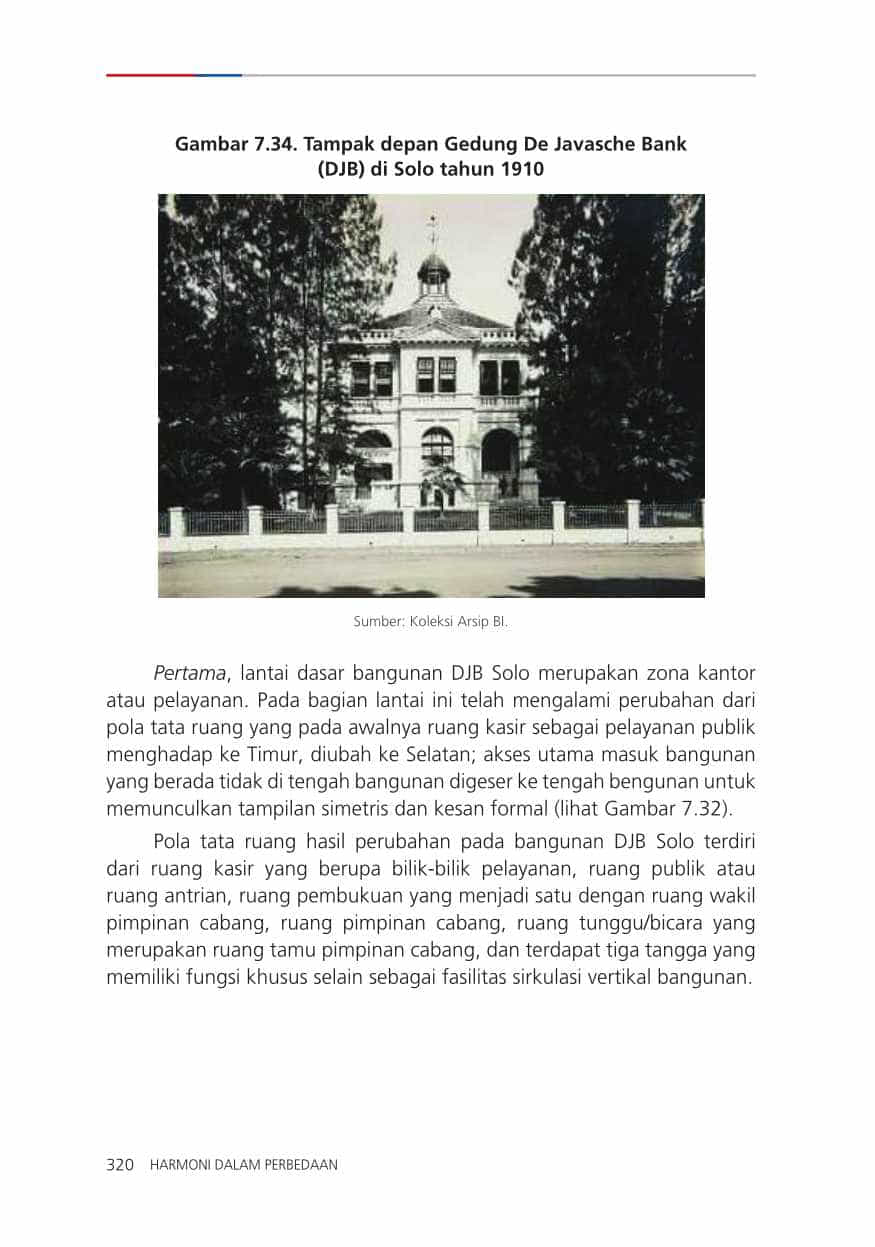 Gambar 7.34. Tampak depan Gedung De Javasche Bank
(DJB) di Solo tahun 1910
Sumber: Koleksi Arsip BI.
Pertama, lantai dasar bangunan DJB Solo merupakan zona kantor
atau pelayanan. Pada bagian lantai ini telah mengalami perubahan dari
pola tata ruang yang pada awalnya ruang kasir sebagai pelayanan publik
menghadap ke Timur, diubah ke Selatan; akses utama masuk bangunan
yang berada tidak di tengah bangunan digeser ke tengah bengunan untuk
memunculkan tampilan simetris dan kesan formal (lihat Gambar 7.32).
Pola tata ruang hasil perubahan pada bangunan DJB Solo terdiri
dari ruang kasir yang berupa bilik-bilik pelayanan, ruang publik atau
ruang antrian, ruang pembukuan yang menjadi satu dengan ruang wakil
pimpinan cabang, ruang pimpinan cabang, ruang tunggu/bicara yang
merupakan ruang tamu pimpinan cabang, dan terdapat tiga tangga yang
memiliki fungsi khusus selain sebagai fasilitas sirkulasi vertikal bangunan.
320 HARMONI DALAM PERBEDAAN